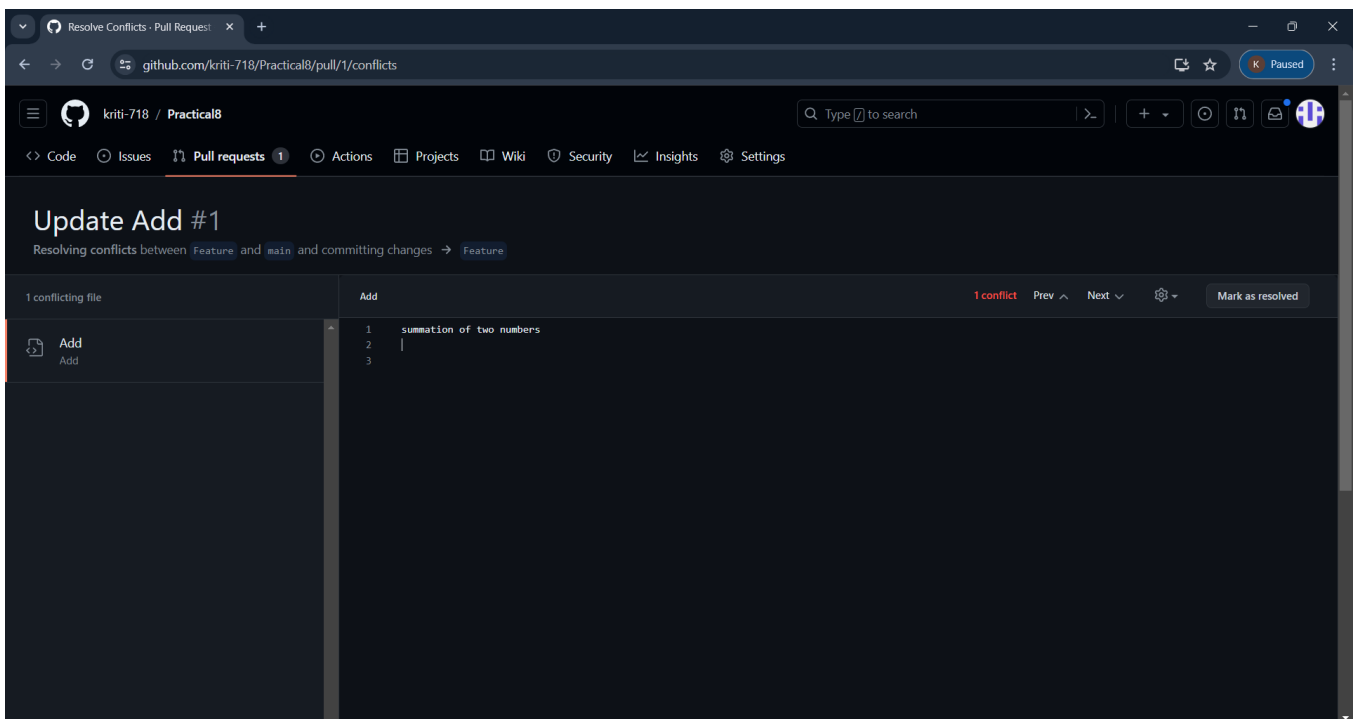 Resolve Conflicts · Pull Request
github.com/kriti-718/Practical8/pull/1/conflicts
K Paused
kriti-718 / Practical8
Type / to search
Code Issues Pull requests 1 Actions Projects Wiki Security Insights Settings
Update Add #1
Resolving conflicts between Feature and main and committing changes → Feature
1 conflicting file
Add
1 conflict Prev Next Mark as resolved
Add
Add
1 summation of two numbers
2
3